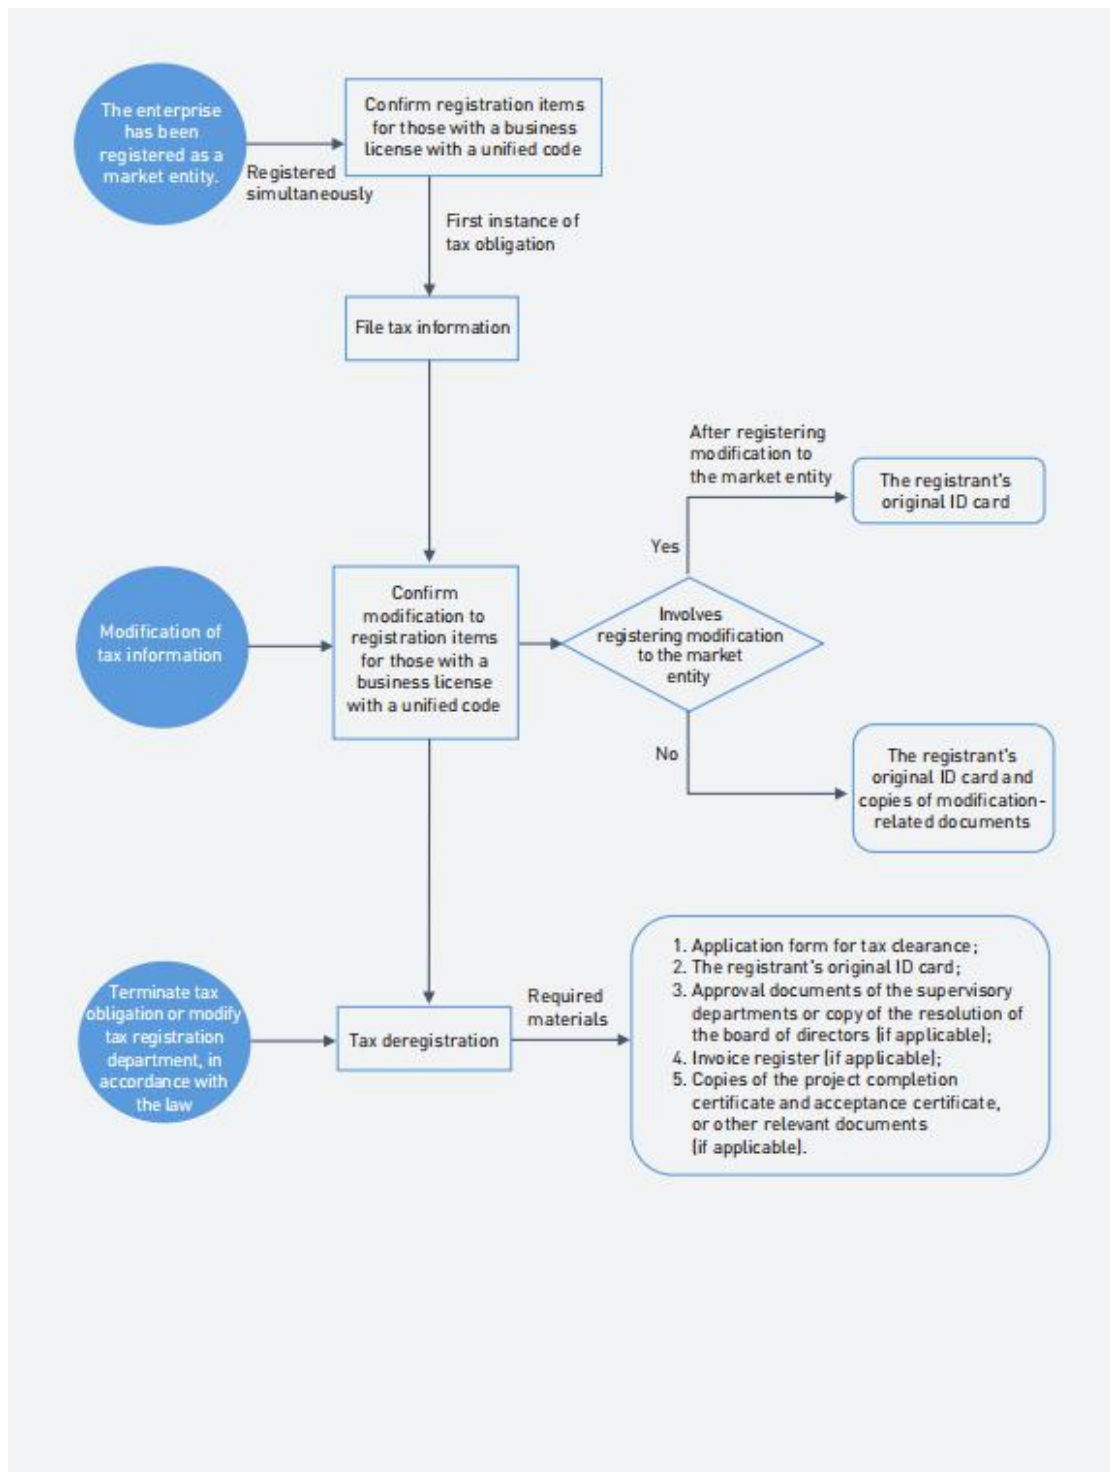 The enterprise
has been
registered as a
market entity.
Registered
simultaneously
Confirm registration items
for those with a business
license with a unified code
First instance of
tax obligation
File tax information
After registering
modification to
the market entity
The registrant's
original ID card
Yes
Modification of
tax information
Confirm
modification to
registration items
for those with a
business license
with a unified code
Involves
registering modification
to the market
entity
No
The registrant's
original ID card and
copies of modification-
related documents
Terminate tax
obligation or modify
tax registration
department, in
accordance with
the law
Tax deregistration
Required
materials
1. Application form for tax clearance;
2. The registrant's original ID card;
3. Approval documents of the supervisory
departments or copy of the resolution of
the board of directors (if applicable);
4. Invoice register (if applicable);
5. Copies of the project completion
certificate and acceptance certificate,
or other relevant documents
(if applicable).